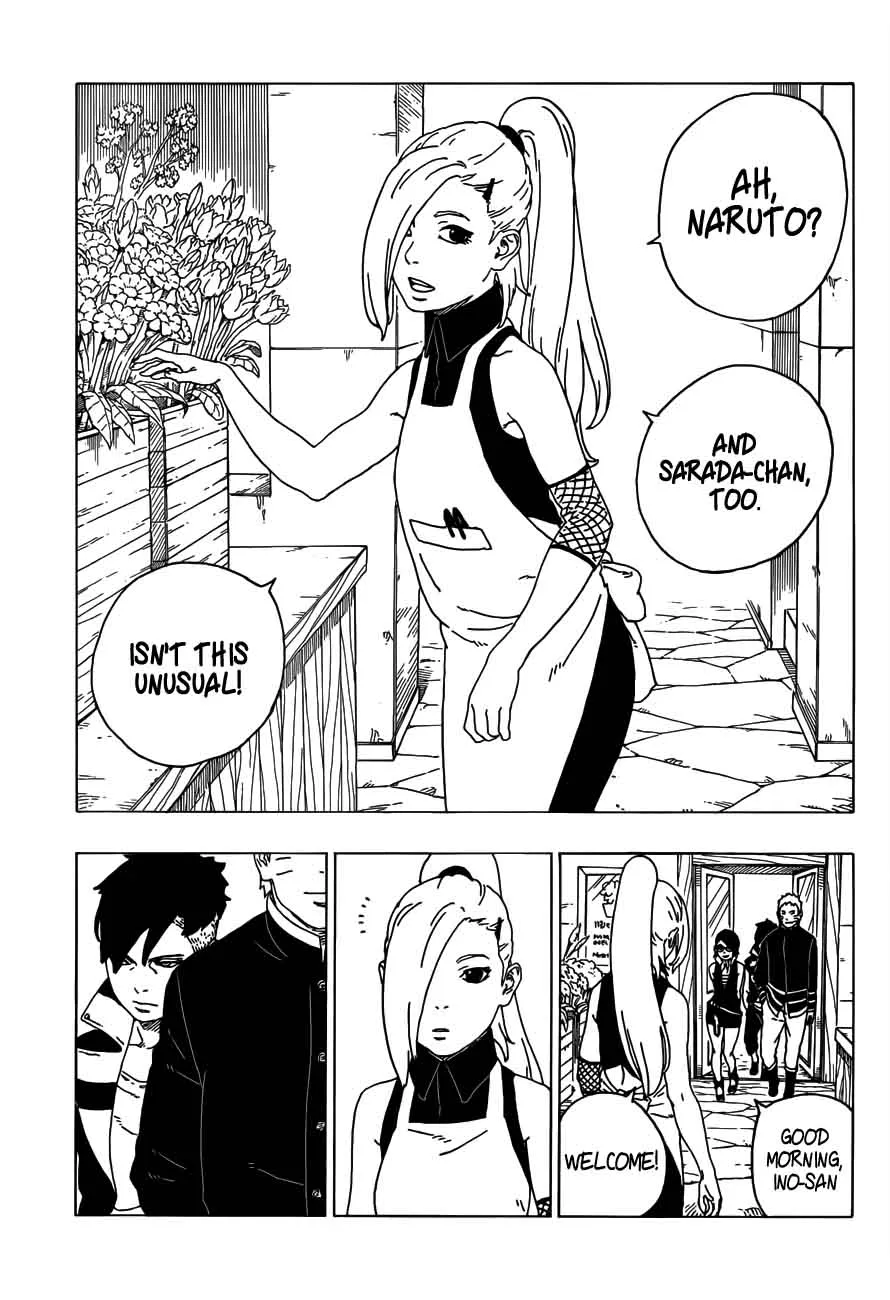 AH,
NARUTO?
AND
SARADA-CHAN,
TOO.
ISN'T THIS
UNUSUAL!
GOOD
MORNING,
INO-SAN
WELCOME!